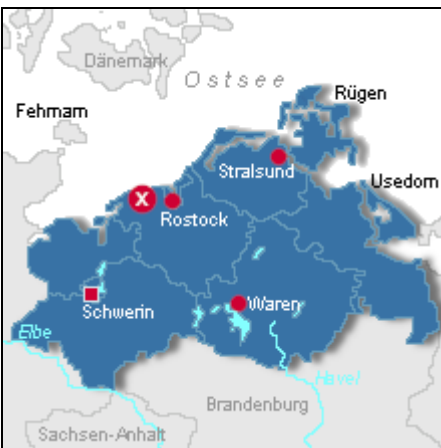 Dänemark
Ostsee
Rügen
Fehmarn
Stralsund
Usedom
X
Rostock
Waren
Schwerin
Elbe
Havel
Brandenburg
Sachsen-Anhalt